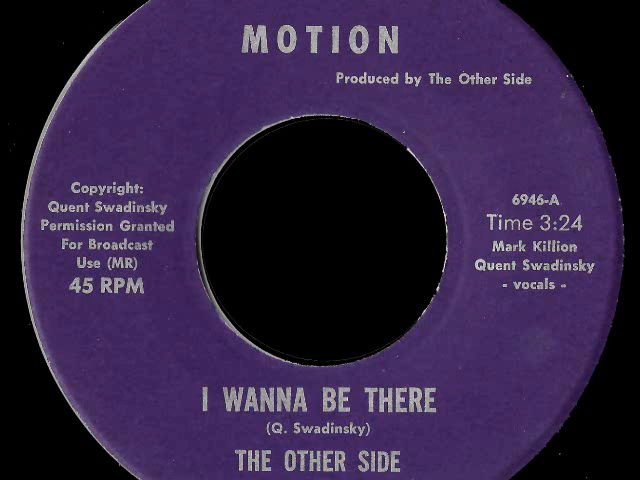 MOTION
Produced by The Other Side
Copyright:
Quent Swadinsky
Permission Granted
For Broadcast
Use (MR)
45 RPM
6946-A
Time 3:24
Mark Killion
Quent Swadinsky
- vocals -
I WANNA BE THERE
(Q. Swadinsky)
THE OTHER SIDE